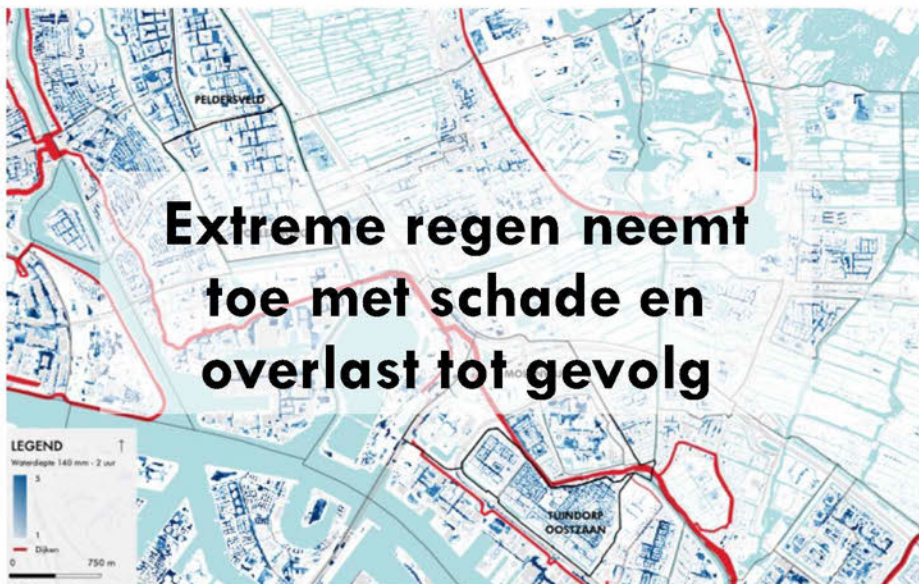 PELDERSVELD
Extreme regen neemt
toe met schade en
overlast tot gevolg
LEGEND
Waterdiepte 140 mm - 2 uur
5
1
Dijken
0 750 m
TUINDORP
OOSTZAAN